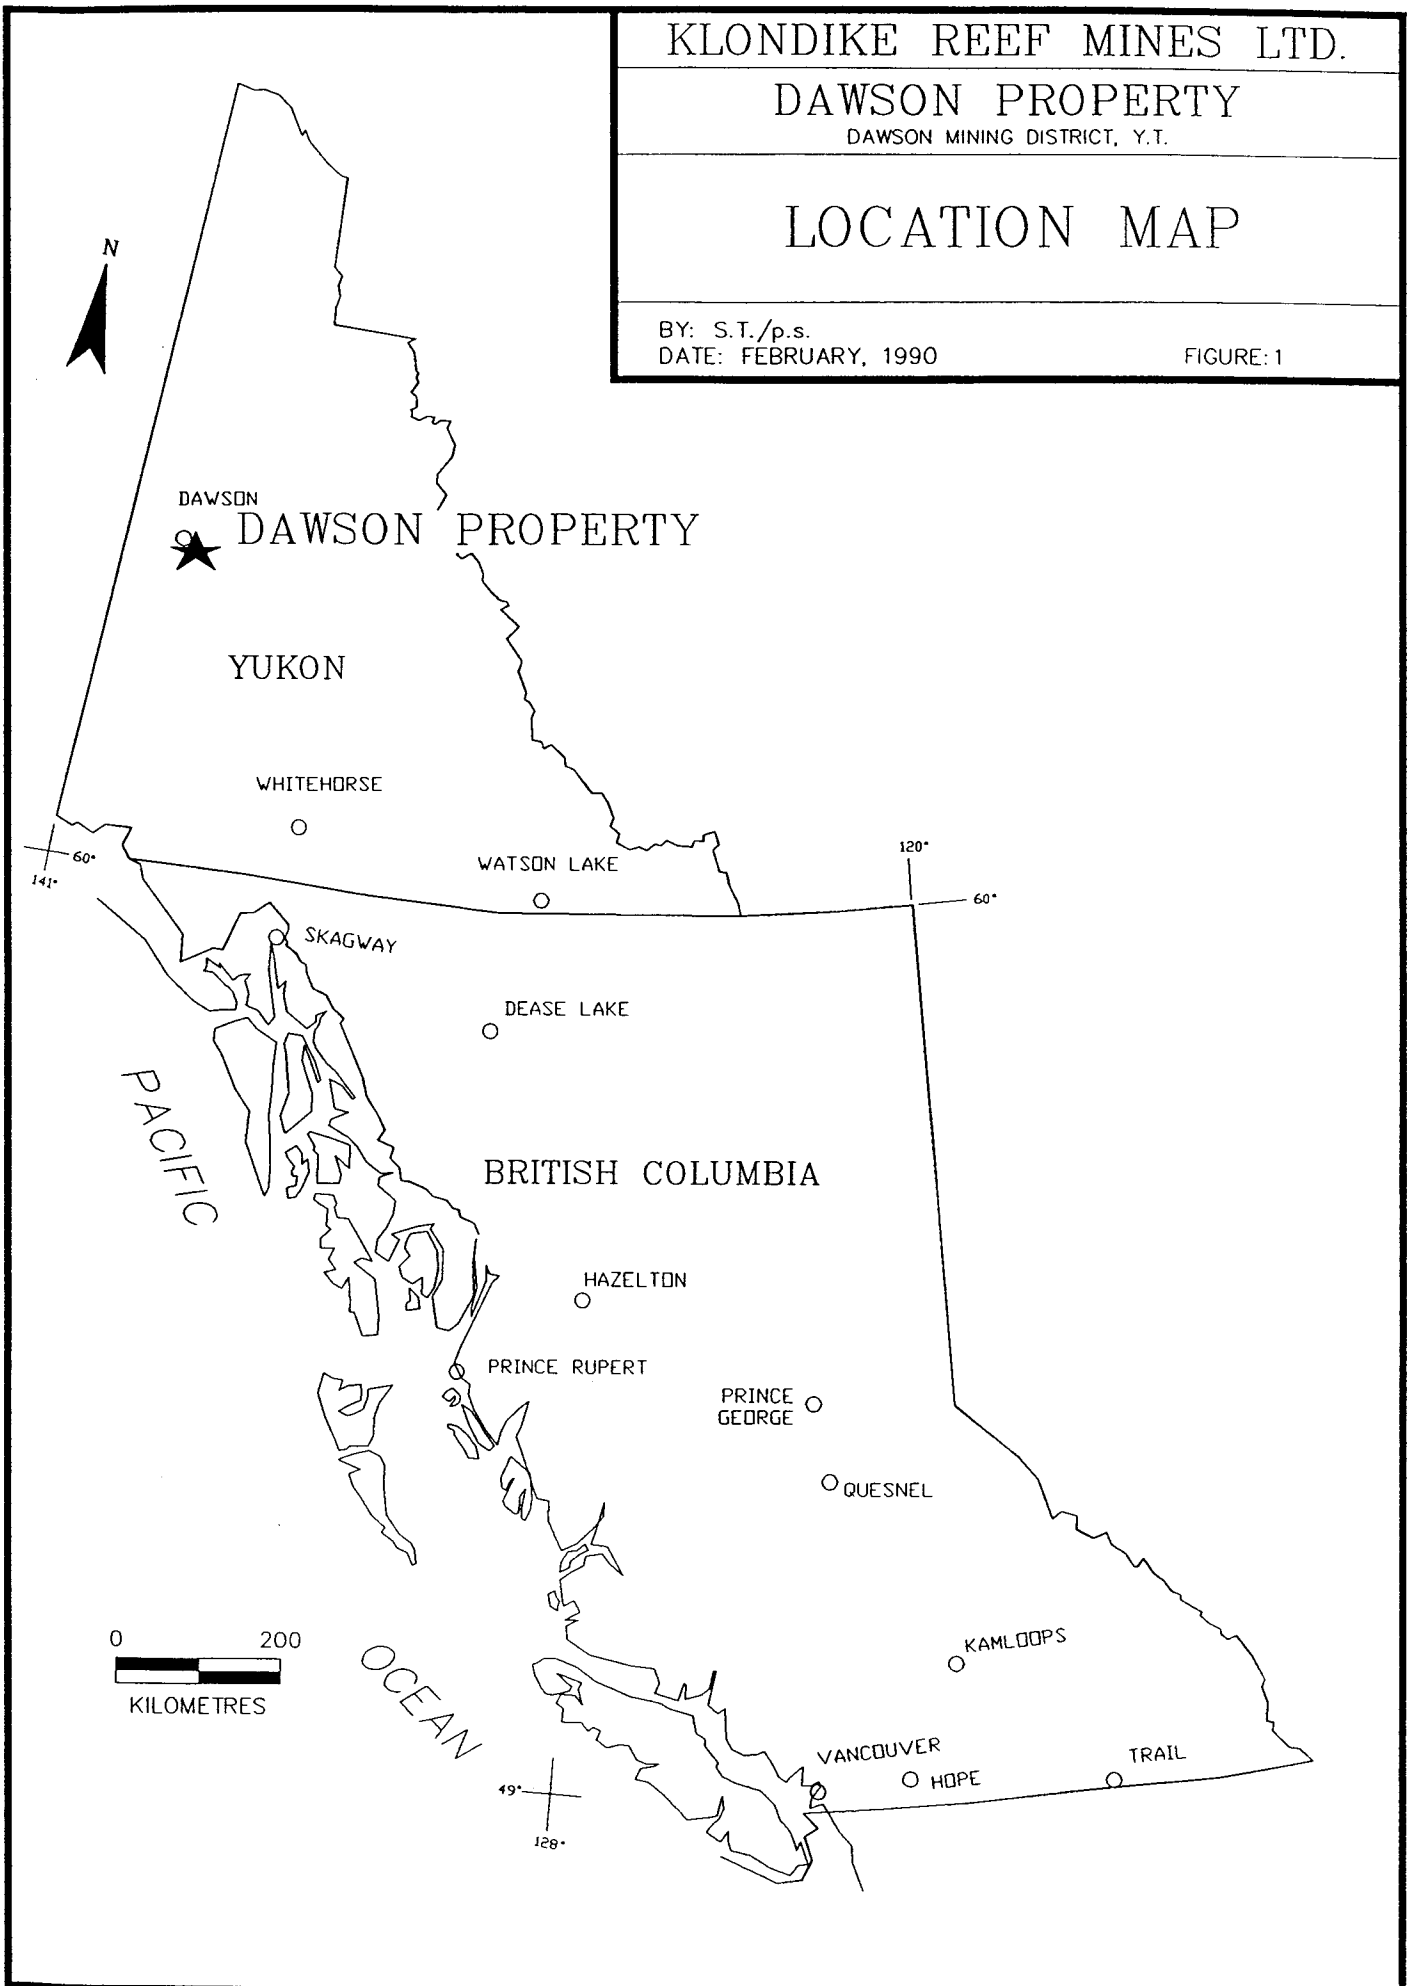 KLONDIKE REEF MINES LTD.
DAWSON PROPERTY
DAWSON MINING DISTRICT, Y.T.
LOCATION MAP
BY: S.T./p.s.
DATE: FEBRUARY, 1990
FIGURE: 1
N
DAWSON
DAWSON PROPERTY
YUKON
WHITEHORSE
WATSON LAKE
120°
60°
141°
60°
SKAGWAY
DEASE LAKE
PACIFIC
BRITISH COLUMBIA
HAZELTON
PRINCE RUPERT
PRINCE
GEORGE
QUESNEL
0 200
KILOMETRES
OCEAN
KAMLOOPS
VANCOUVER
HOPE
TRAIL
49°
128°